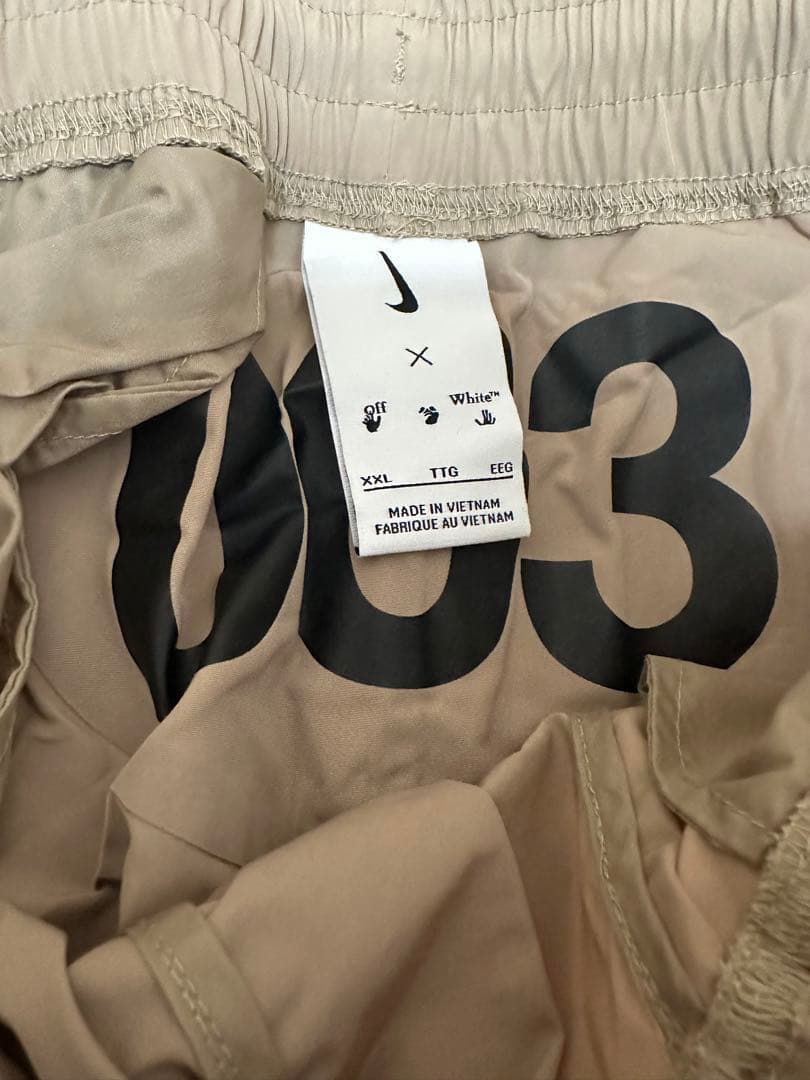 ×
Off White™
XXL TTG EEG
MADE IN VIETNAM
FABRIQUE AU VIETNAM
003